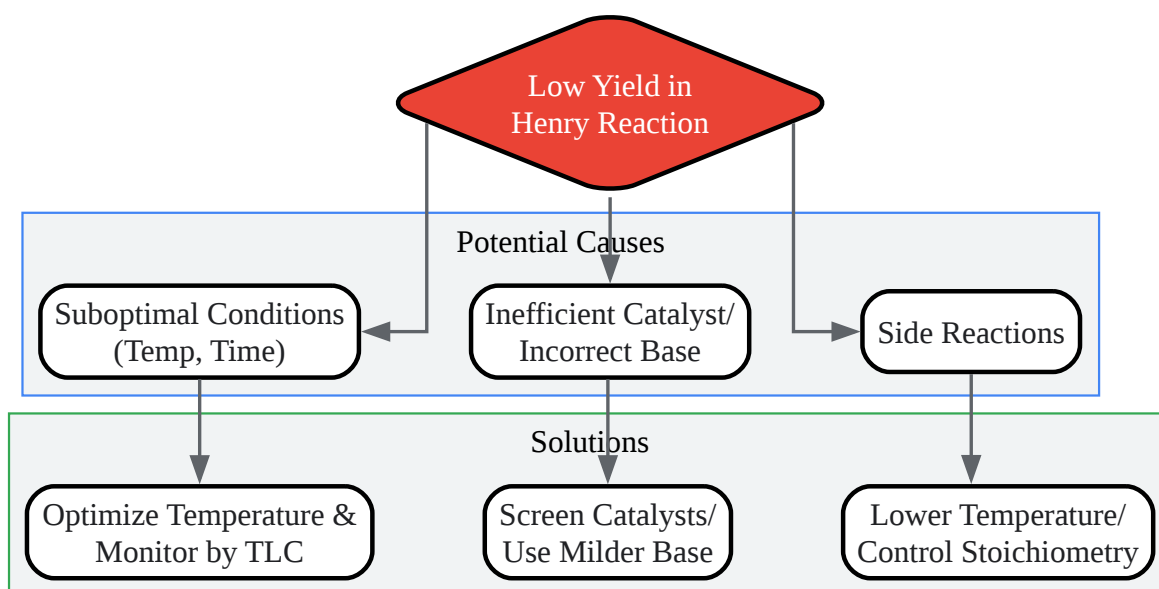 Low Yield in
Henry Reaction
Potential Causes
Suboptimal Conditions
(Temp, Time)
Inefficient Catalyst/
Incorrect Base
Side Reactions
Solutions
Optimize Temperature &
Monitor by TLC
Screen Catalysts/
Use Milder Base
Lower Temperature/
Control Stoichiometry